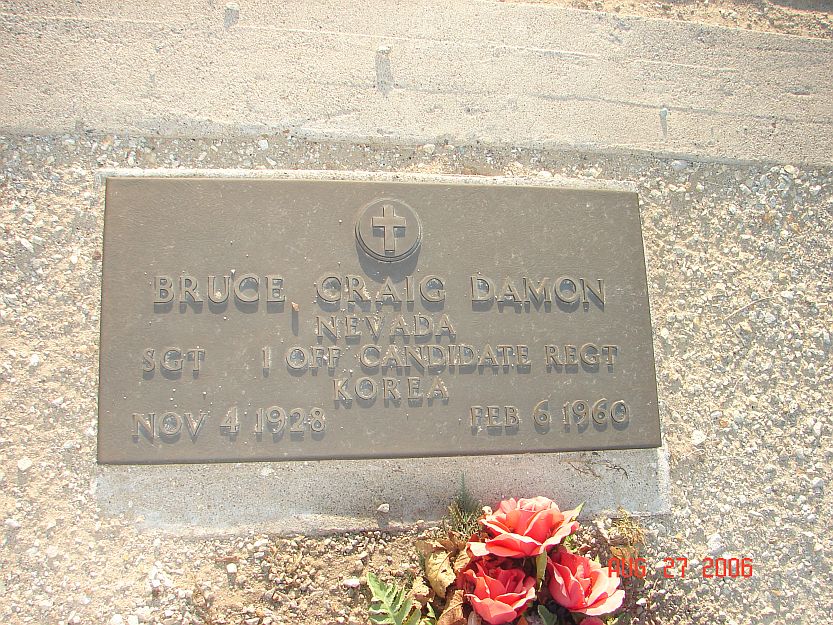 BRUCE CRAIG DAMON
NEVADA
SGT 1 OFF CANDIDATE REGT
KOREA
NOV 4 1928 FEB 6 1960
AUG 27 2006